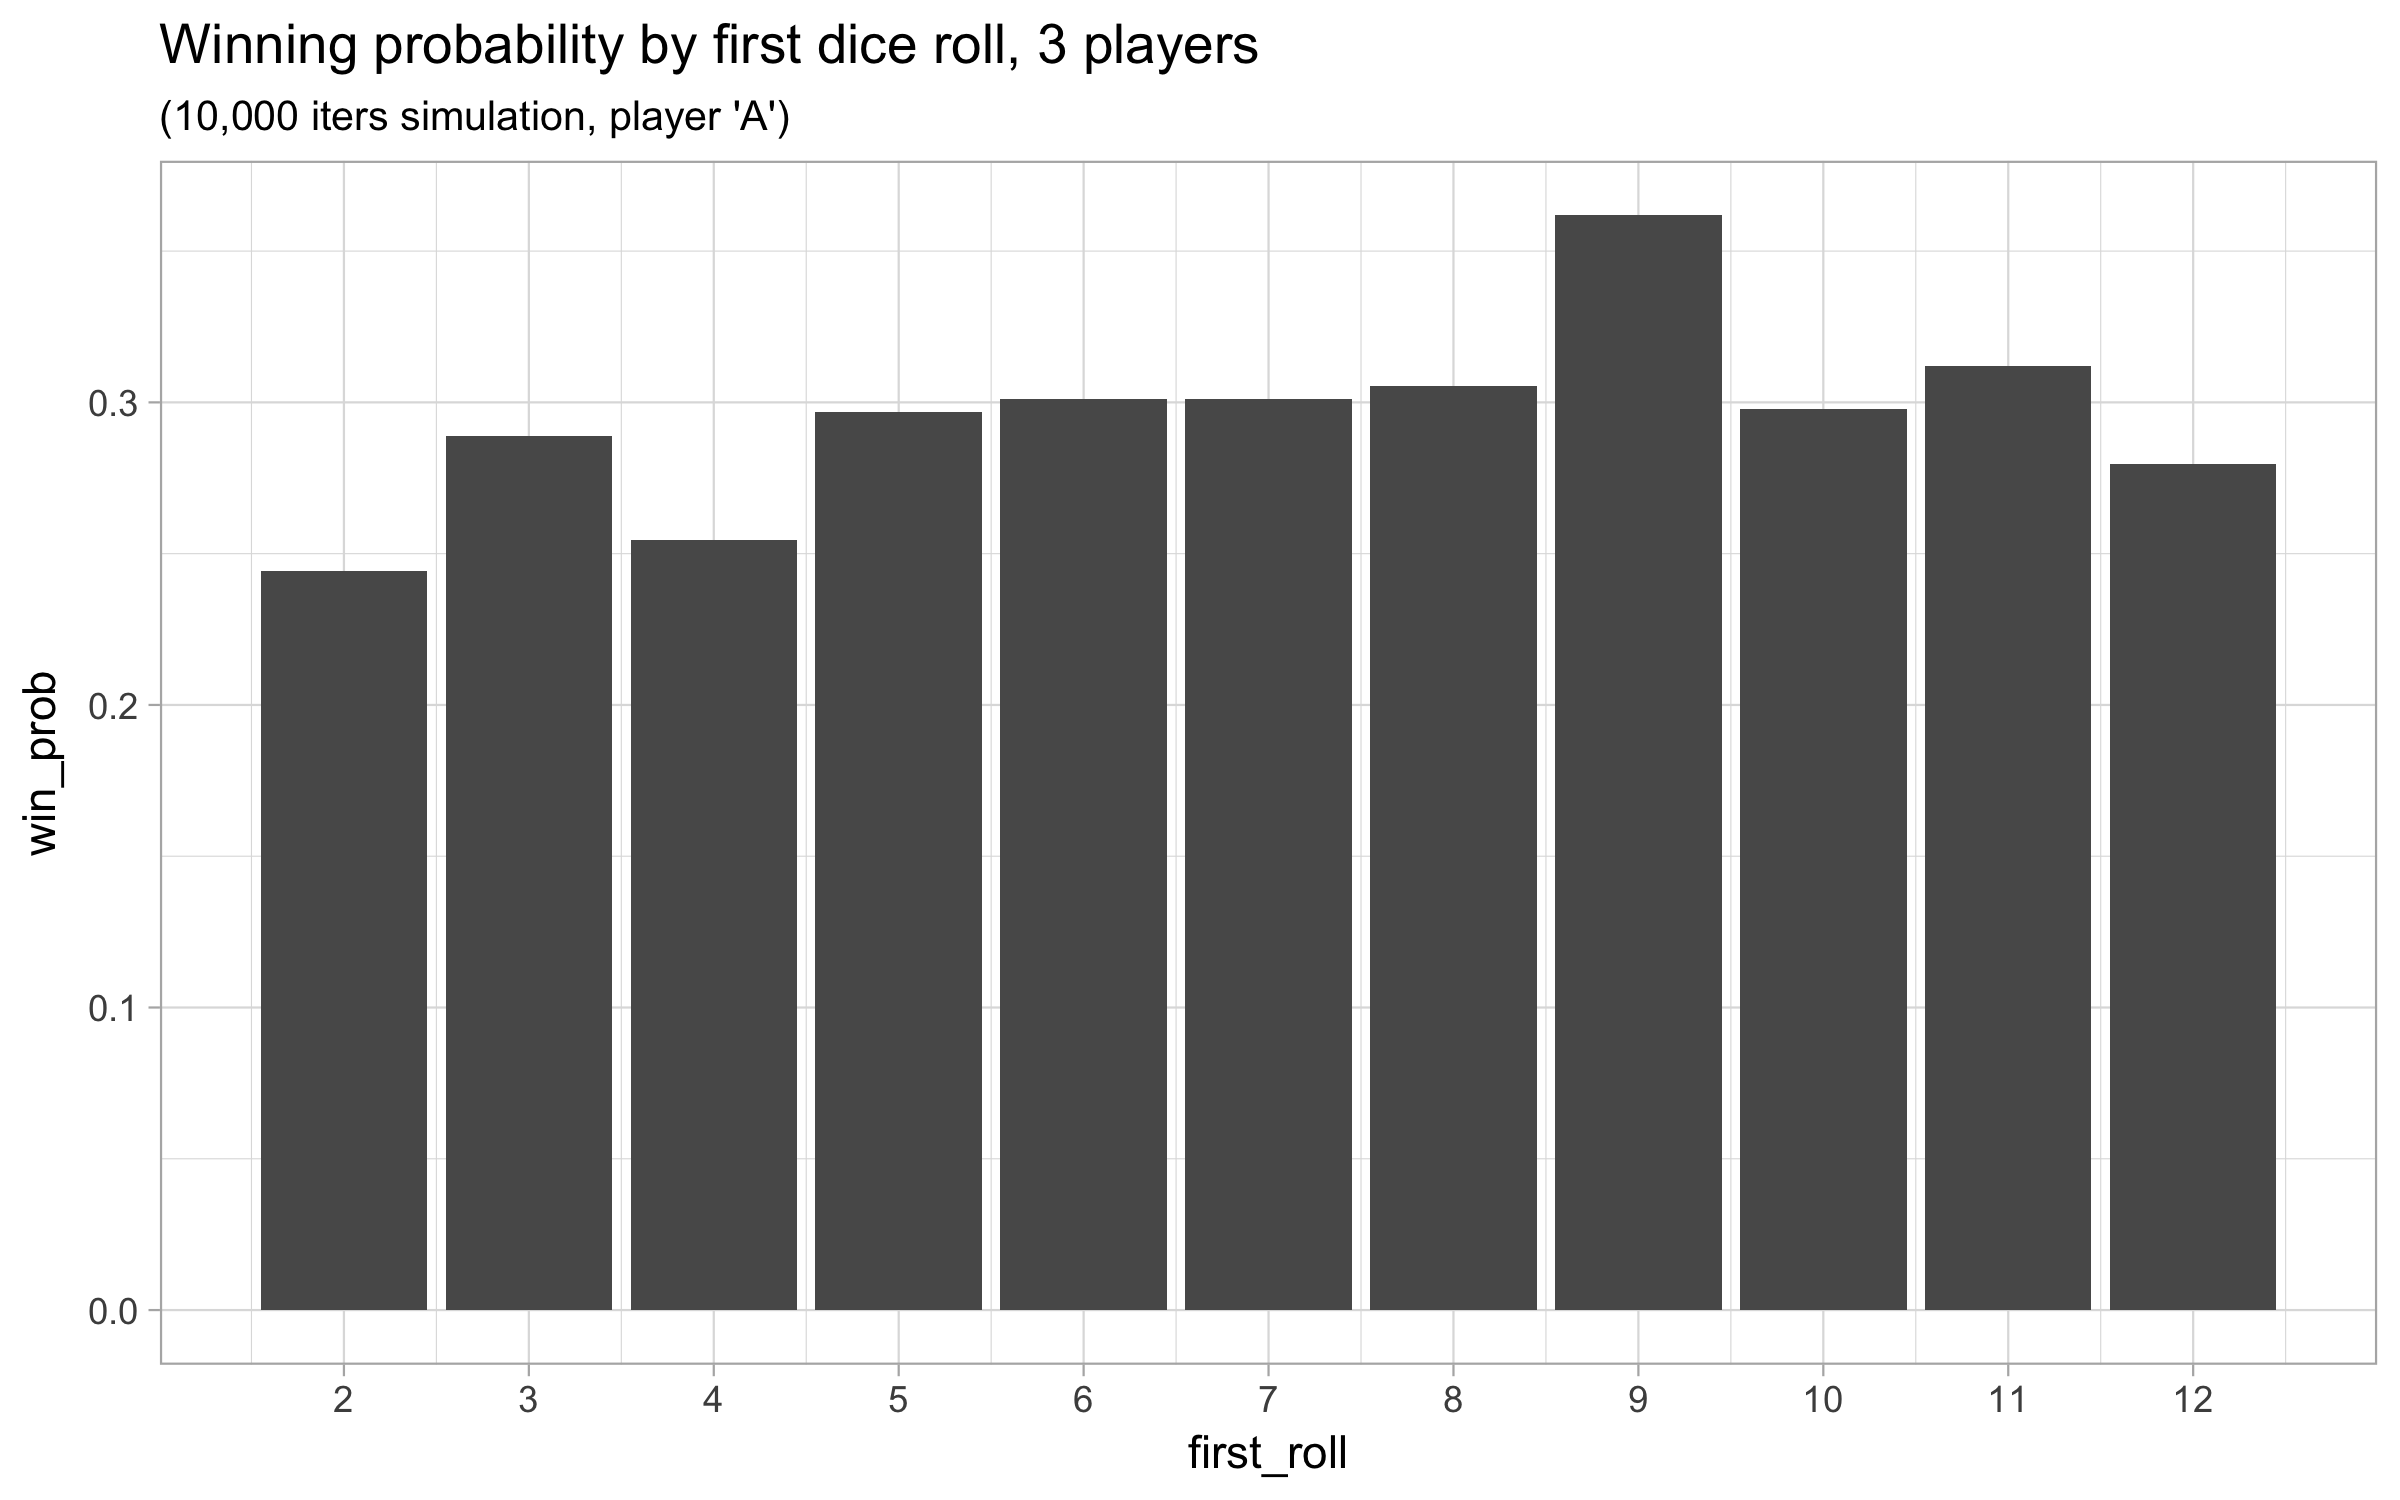 Winning probability by first dice roll, 3 players
(10,000 iters simulation, player 'A')
win_prob
0.3
0.2
0.1
0.0
2 3 4 5 6 7 8 9 10 11 12
first_roll